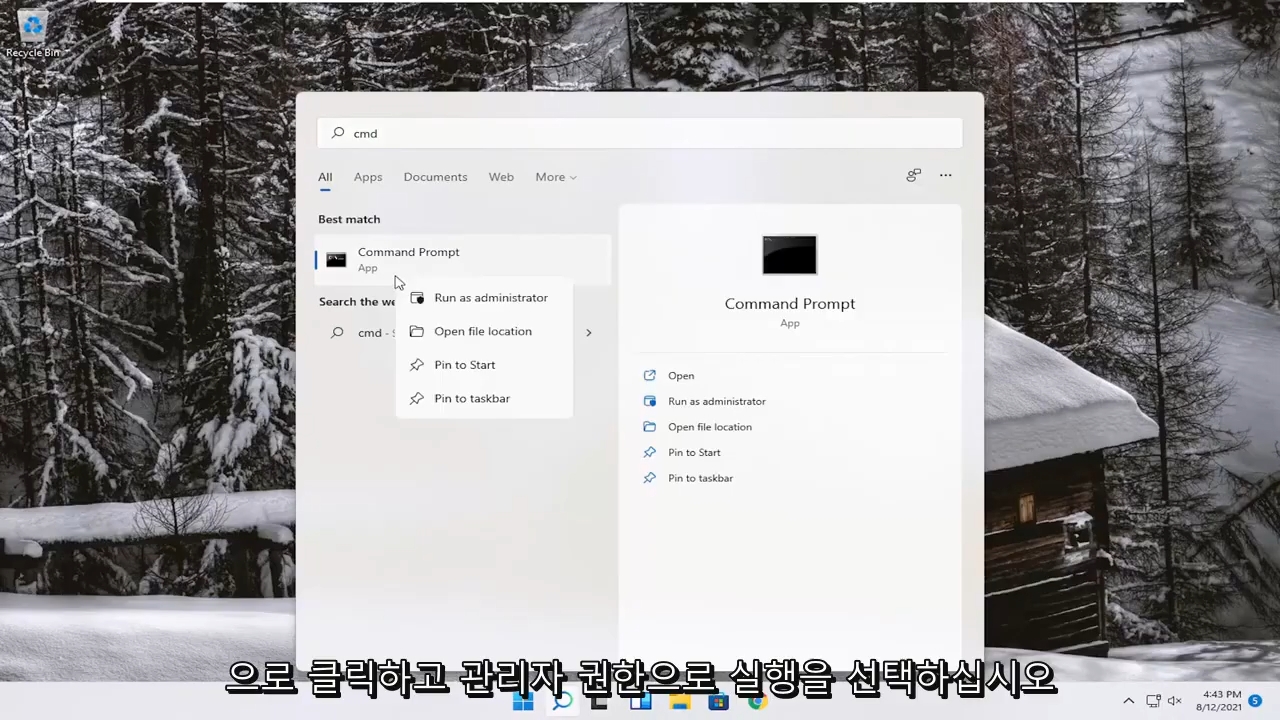 Recycle Bin
cmd
All
Apps
Documents
Web
More
Best match
Command Prompt
App
Search the we
cmd -
Run as administrator
Open file location
Pin to Start
Pin to taskbar
Command Prompt
App
Open
Run as administrator
Open file location
Pin to Start
Pin to taskbar
으로 클릭하고 관리자 권한으로 실행을 선택하십시오
4:43 PM
8/12/2021
5